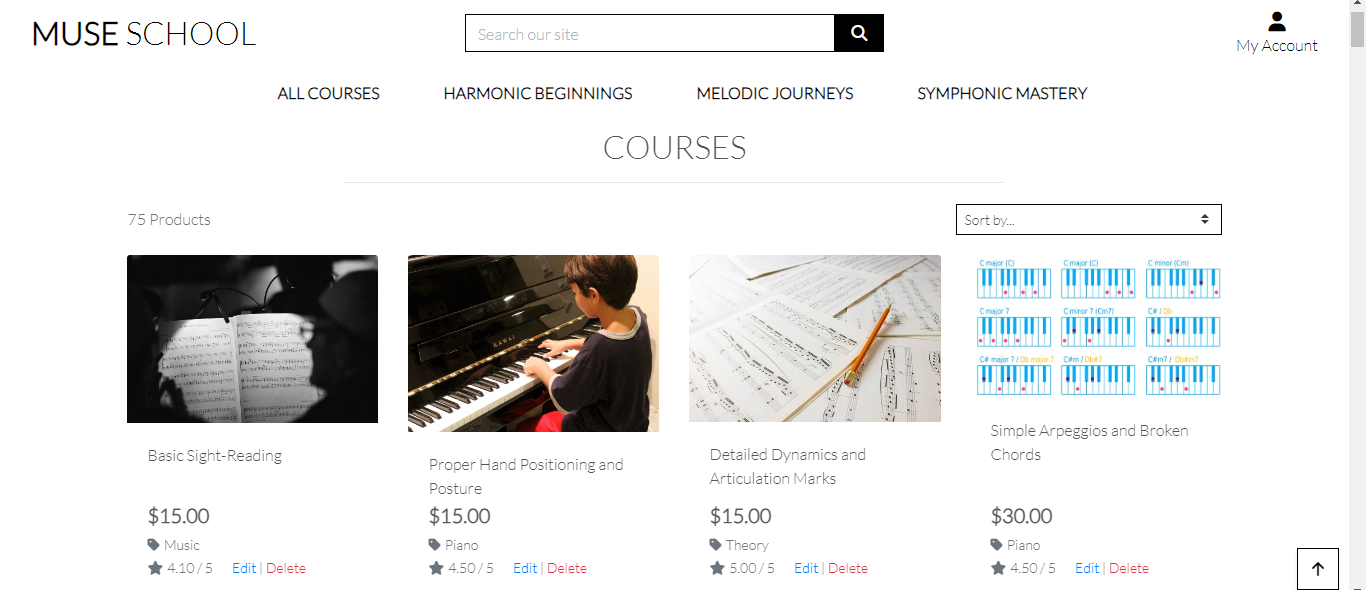 MUSE SCHOOL
Search our site
My Account
ALL COURSES HARMONIC BEGINNINGS MELODIC JOURNEYS SYMPHONIC MASTERY
COURSES
75 Products
Sort by...
KAWAI
C major (C) C major (C) C minor (Cm)
C major 7 C minor 7 (Cm7) C# / Db
C# major 7 / Db major 7 C#m / Db#7 C#m7 / Db#m7
Basic Sight-Reading
$15.00
Music
4.10 / 5 Edit | Delete
Proper Hand Positioning and
Posture
$15.00
Piano
4.50 / 5 Edit | Delete
Detailed Dynamics and
Articulation Marks
$15.00
Theory
5.00 / 5 Edit | Delete
Simple Arpeggios and Broken
Chords
$30.00
Piano
4.50 / 5 Edit | Delete